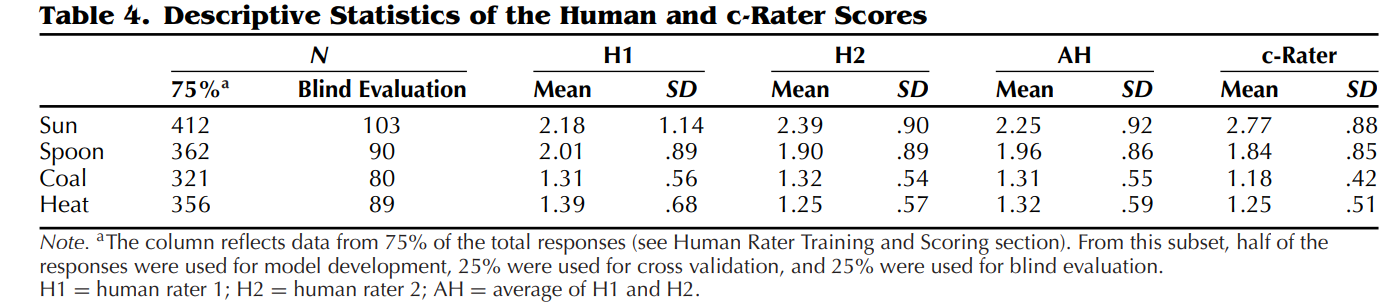 Table 4. Descriptive Statistics of the Human and c-Rater Scores
N H1 H2 AH c-Rater
75%a Blind Evaluation Mean SD Mean SD Mean SD Mean SD
Sun 412 103 2.18 1.14 2.39 .90 2.25 .92 2.77 .88
Spoon 362 90 2.01 .89 1.90 .89 1.96 .86 1.84 .85
Coal 321 80 1.31 .56 1.32 .54 1.31 .55 1.18 .42
Heat 356 89 1.39 .68 1.25 .57 1.32 .59 1.25 .51
Note. aThe column reflects data from 75% of the total responses (see Human Rater Training and Scoring section). From this subset, half of the
responses were used for model development, 25% were used for cross validation, and 25% were used for blind evaluation.
H1 = human rater 1; H2 = human rater 2; AH = average of H1 and H2.